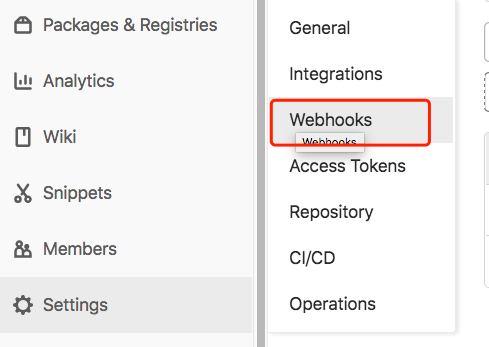 Packages & Registries
Analytics
Wiki
Snippets
Members
Settings
General
Integrations
Webhooks
Webhooks
Access Tokens
Repository
CI/CD
Operations